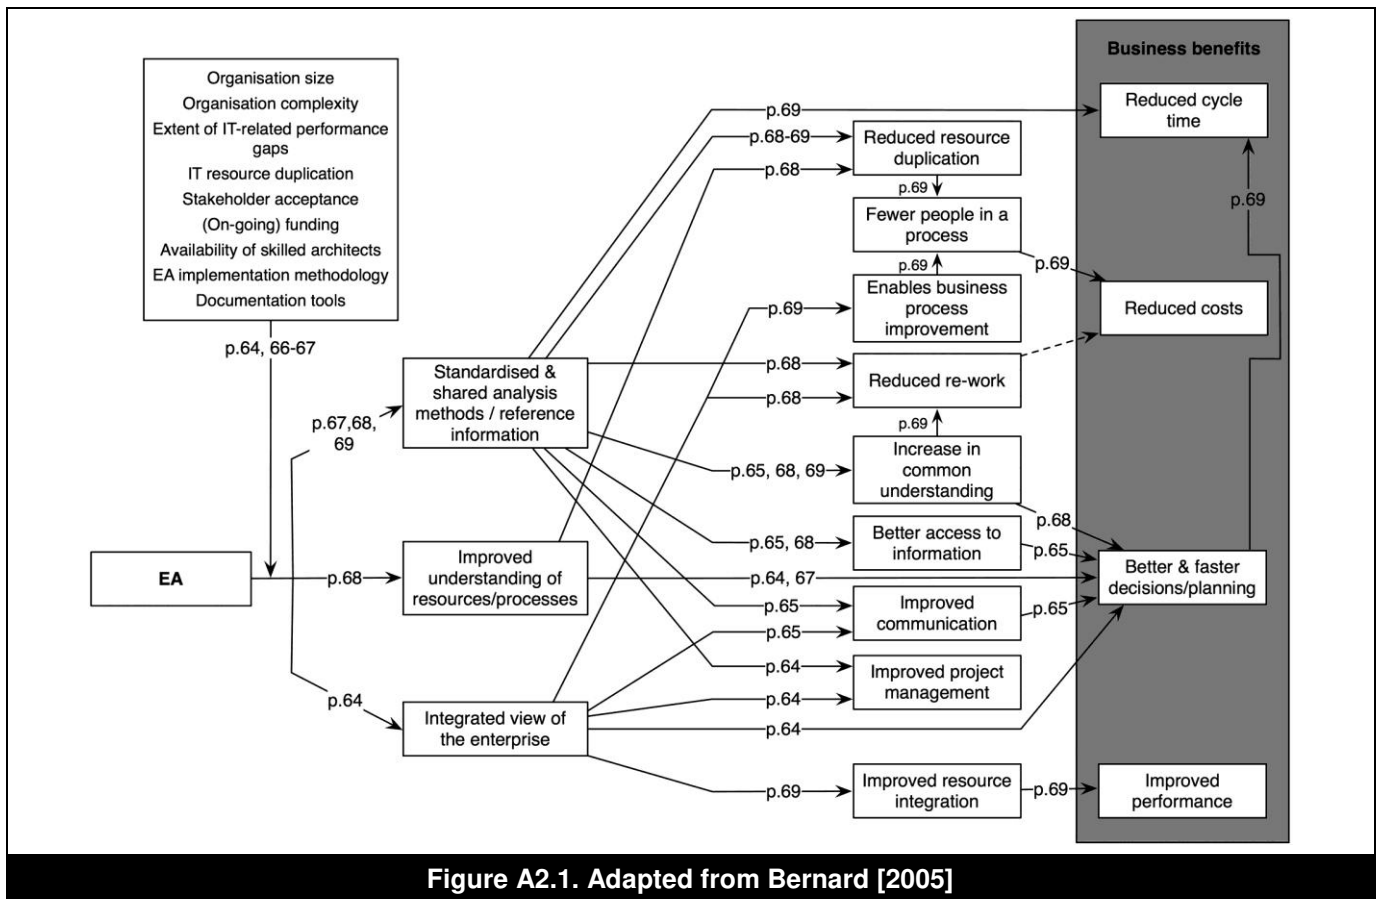 Business benefits
Organisation size
Organisation complexity
Extent of IT-related performance
gaps
IT resource duplication
Stakeholder acceptance
(On-going) funding
Availability of skilled architects
EA implementation methodology
Documentation tools
p.64, 66-67
EA
p.67,68,
69
p.68
p.64
Standardised &
shared analysis
methods / reference
information
Improved
understanding of
resources/processes
Integrated view of
the enterprise
p.69
p.68-69
p.68
p.69
p.68
p.68
p.65, 68, 69
p.65, 68
p.64, 67
p.65
p.65
p.64
p.64
p.64
p.69
Reduced resource
duplication
p.69
Fewer people in a
process
p.69
Enables business
process
improvement
Reduced re-work
p.69
Increase in
common
understanding
Better access to
information
Improved
communication
Improved project
management
Improved resource
integration
p.69
p.68
p.65
p.65
p.69
Reduced cycle
time
p.69
Reduced costs
Better & faster
decisions/planning
Improved
performance
Figure A2.1. Adapted from Bernard [2005]